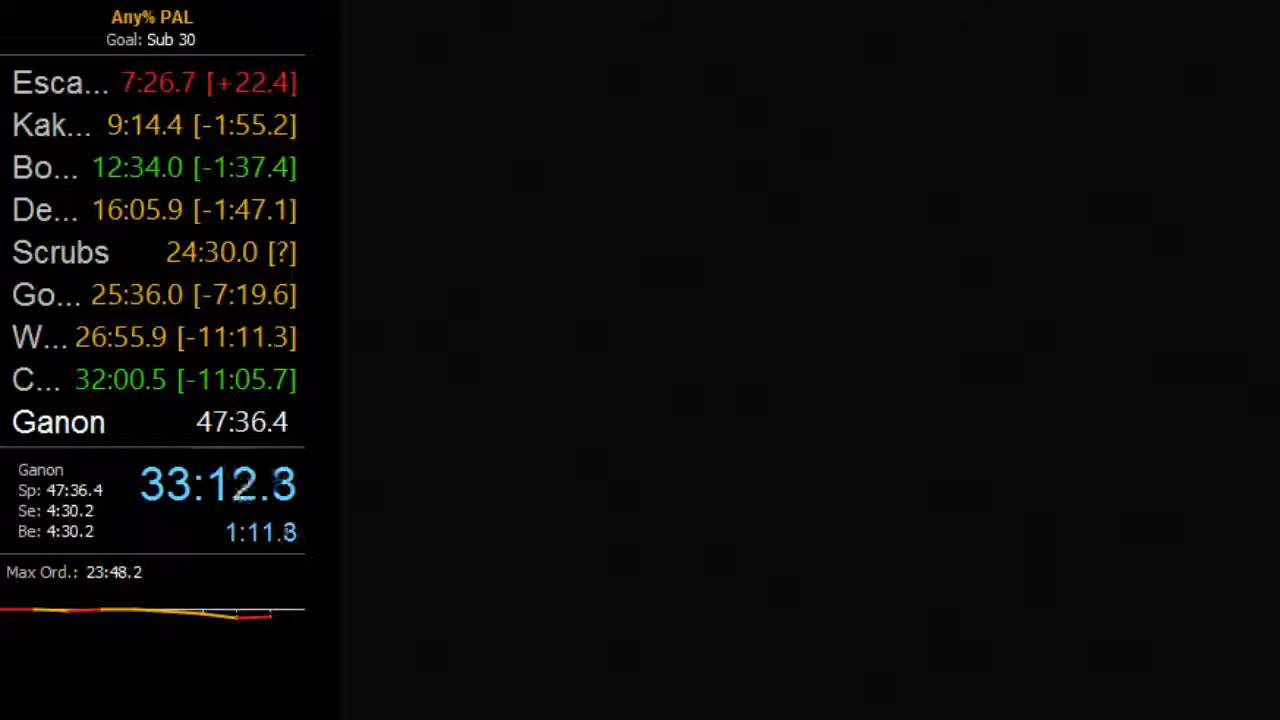 Any% PAL
Goal: Sub 30
Esca... 7:26.7 [+22.4]
Kak... 9:14.4 [-1:55.2]
Bo... 12:34.0 [-1:37.4]
De... 16:05.9 [-1:47.1]
Scrubs 24:30.0 [?]
Go... 25:36.0 [-7:19.6]
W... 26:55.9 [-11:11.3]
C... 32:00.5 [-11:05.7]
Ganon 47:36.4
Ganon
Sp: 47:36.4 33:12.3
Se: 4:30.2
Be: 4:30.2 1:11.8
Max Ord.: 23:48.2